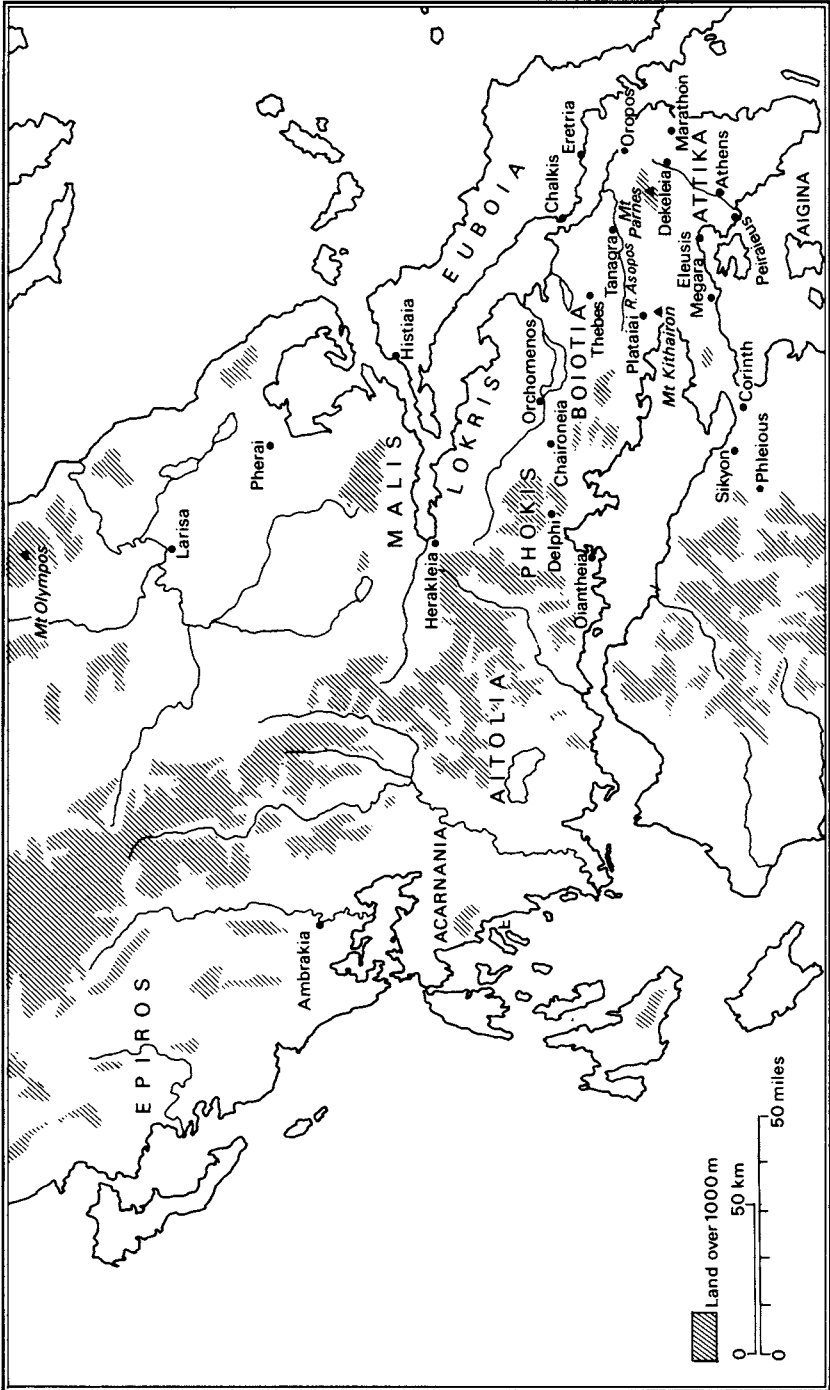 Mt Olympos
EPIROS
Larisa
Pherai
Ambrakia
MALIS
Histiaia
Herakleia
ACARNANIA
EUBOIA
LOKRIS
AITOLIA
PHOKIS
Orchomenos
Chalkis
Delphi
Chaironeia
Eretria
Oiantheia
BOIOTIA
Thebes
Tanagra
Oropos
R. Asopos
Mt Parnes
Plataiai
Mt Kithairon
Dekeleia
Marathon
Eleusis
Megara
ATTIKA
Athens
Sikyon
Corinth
Peiraieus
Phleious
AIGINA
Land over 1000 m
0 50 km
0 50 miles